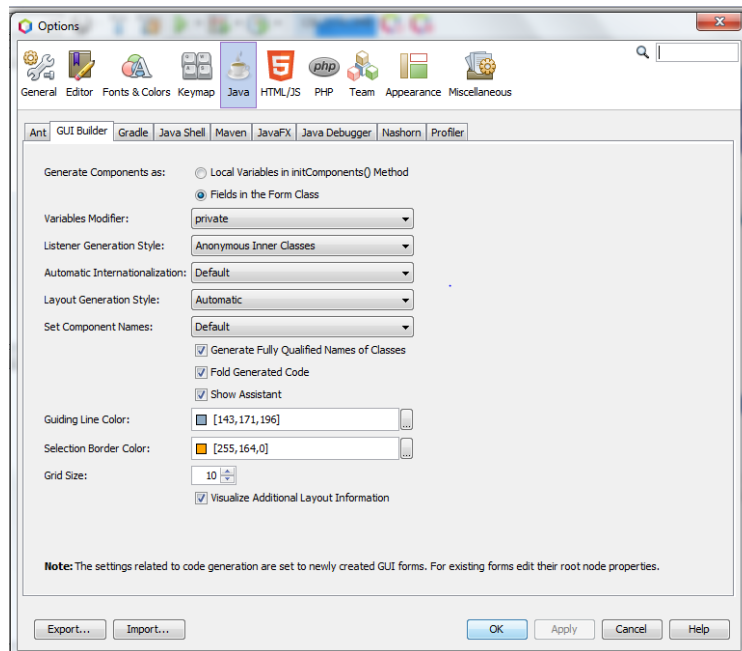 Options
General Editor Fonts & Colors Keymap Java HTML/JS PHP Team Appearance Miscellaneous
Ant GUI Builder Gradle Java Shell Maven JavaFX Java Debugger Nashorn Profiler
Generate Components as: Local Variables in initComponents() Method
Fields in the Form Class
Variables Modifier: private
Listener Generation Style: Anonymous Inner Classes
Automatic Internationalization: Default
Layout Generation Style: Automatic
Set Component Names: Default
Generate Fully Qualified Names of Classes
Fold Generated Code
Show Assistant
Guiding Line Color: [143,171,196] ...
Selection Border Color: [255,164,0] ...
Grid Size: 10
Visualize Additional Layout Information
Note: The settings related to code generation are set to newly created GUI forms. For existing forms edit their root node properties.
Export... Import... OK Apply Cancel Help